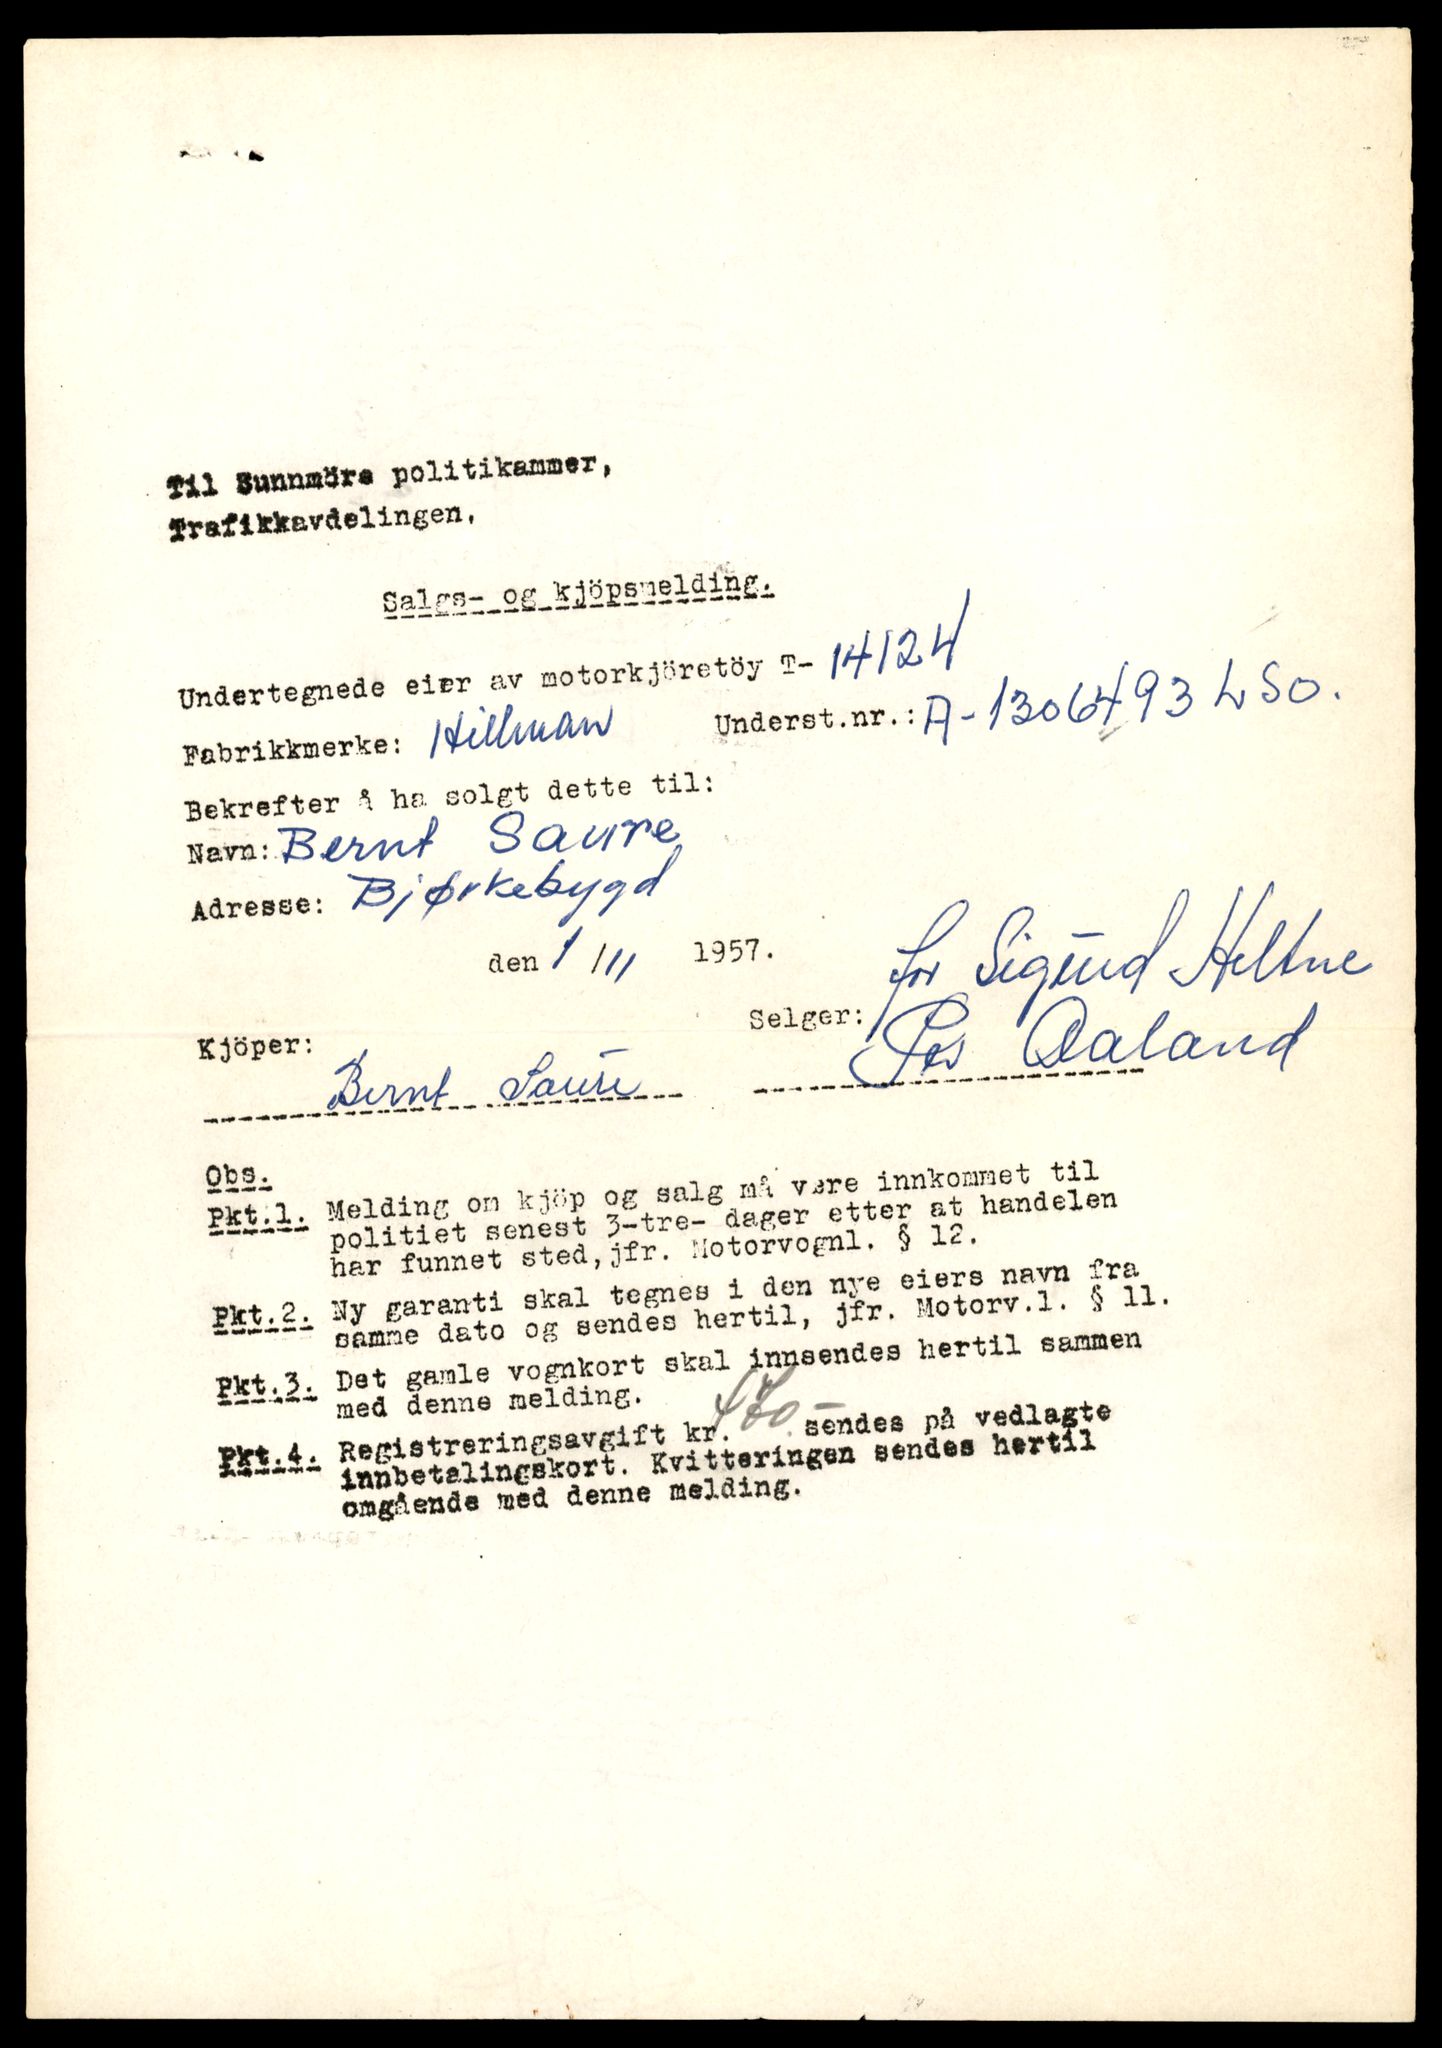 Til Sunnmöre politikammer,
Trafikkavdelingen.
Salgs- og kjöpsmelding.
Undertegnede eier av motorkjöretöy T- 14124
Fabrikkmerke: Hillman Underst.nr.: A-1306493 LSO.
Bekrefter å ha solgt dette til:
Navn: Bernt Saure
Adresse: Bjørkebygd
den 1/11 1957.
for Sigurd Heltne
Selger: Per Aaland
Kjöper: Bernt Saure
Obs.
Pkt.1. Melding om kjöp og salg må være innkommet til
politiet senest 3-tre- dager etter at handelen
har funnet sted, jfr. Motorvognl. § 12.
Pkt.2. Ny garanti skal tegnes i den nye eiers navn fra
samme dato og sendes hertil, jfr. Motorv.l. § 11.
Pkt.3. Det gamle vognkort skal innsendes hertil sammen
med denne melding.
Pkt.4. Registreringsavgift kr. sendes på vedlagte
innbetalingskort. Kvitteringen sendes hertil
omgående med denne melding.